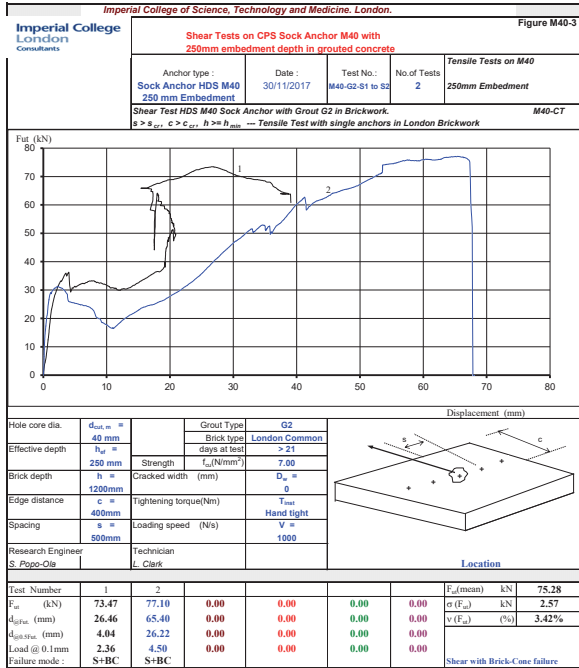 Imperial College of Science, Technology and Medicine. London.
Imperial College
London
Consultants
Figure M40-3
Shear Tests on CPS Sock Anchor M40 with
250mm embedment depth in grouted concrete
Anchor type :
Sock Anchor HDS M40
250 mm Embedment
Date :
30/11/2017
Test No.:
M40-G2-S1 to S2
No.of Tests
2
Tensile Tests on M40
250mm Embedment
Shear Test HDS M40 Sock Anchor with Grout G2 in Brickwork.
M40-CT
s > s cr, c > c cr, h >= h min --- Tensile Test with single anchors in London Brickwork
Fut (kN)
80
70
60
50
40
30
20
10
0
1
2
0 10 20 30 40 50 60 70 80
Displacement (mm)
Hole core dia. d cut, m = Grout Type G2
40 mm Brick type London Common
Effective depth h ef = days at test > 21
250 mm Strength f cu (N/mm²) 7.00
Brick depth h = Cracked width (mm) D w =
1200mm 0
Edge distance c = Tightening torque(Nm) T inst
400mm Hand tight
Spacing s = Loading speed (N/s) V =
500mm 1000
Research Engineer Technician
S. Popo-Ola L. Clark
s
c
Location
Test Number 1 2 F ut (mean) kN 75.28
F ut (kN) 73.47 77.10 0.00 0.00 0.00 0.00 σ (F ut) kN 2.57
d @Fut. (mm) 26.46 65.40 0.00 0.00 0.00 0.00 ν (F ut) (%) 3.42%
d @0.5Fut. (mm) 4.04 26.22 0.00 0.00 0.00 0.00
Load @ 0.1mm 2.36 4.50 0.00 0.00 0.00 0.00
Failure mode : S+BC S+BC Shear with Brick-Cone failure